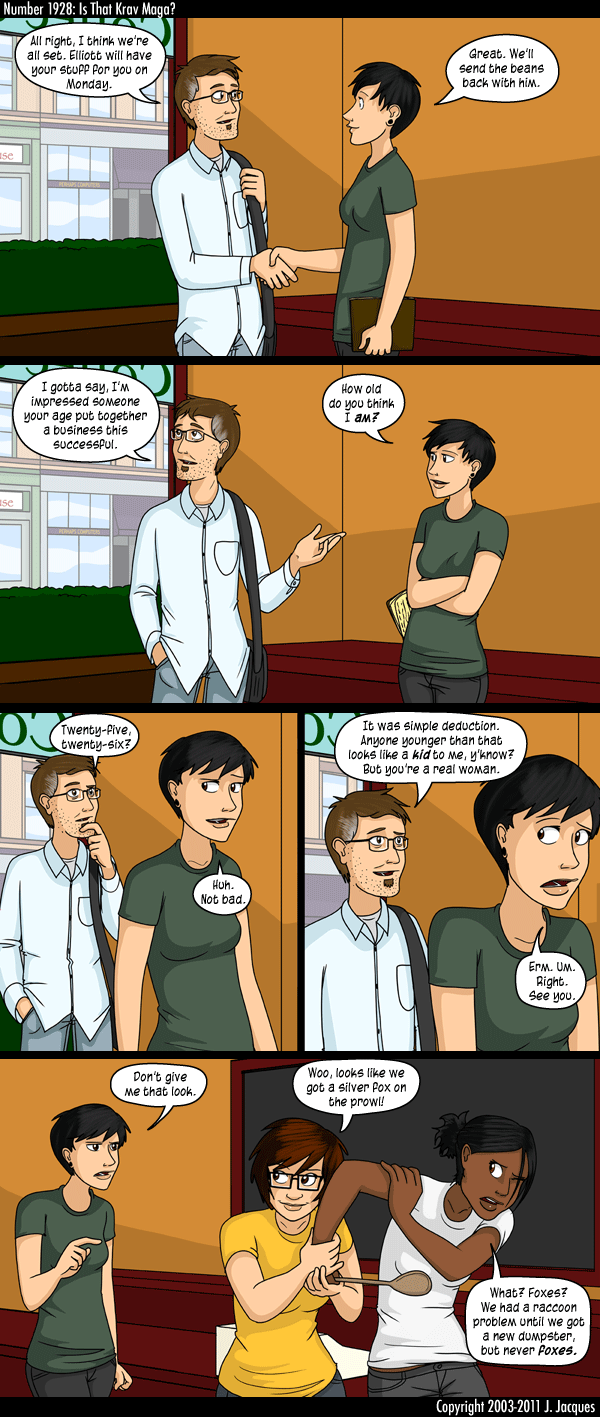 Number 1928: Is That Krav Maga?
All right, I think we're
all set. Elliott will have
your stuff for you on
Monday.
Great. We'll
send the beans
back with him.
use
I gotta say, I'm
impressed someone
your age put together
a business this
successful.
How old
do you think
I am?
use
Twenty-five,
twenty-six?
Huh.
Not bad.
It was simple deduction.
Anyone younger than that
looks like a kid to me, y'know?
But you're a real woman.
Erm. Um.
Right.
See you.
Don't give
me that look.
Woo, looks like we
got a silver fox on
the prowl!
What? Foxes?
We had a raccoon
problem until we got
a new dumpster,
but never foxes.
Copyright 2003-2011 J. Jacques